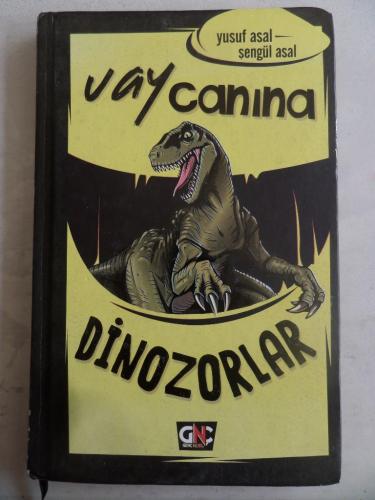 yusuf asal
şengül asal
vay canına
DİNOZORLAR
GNC